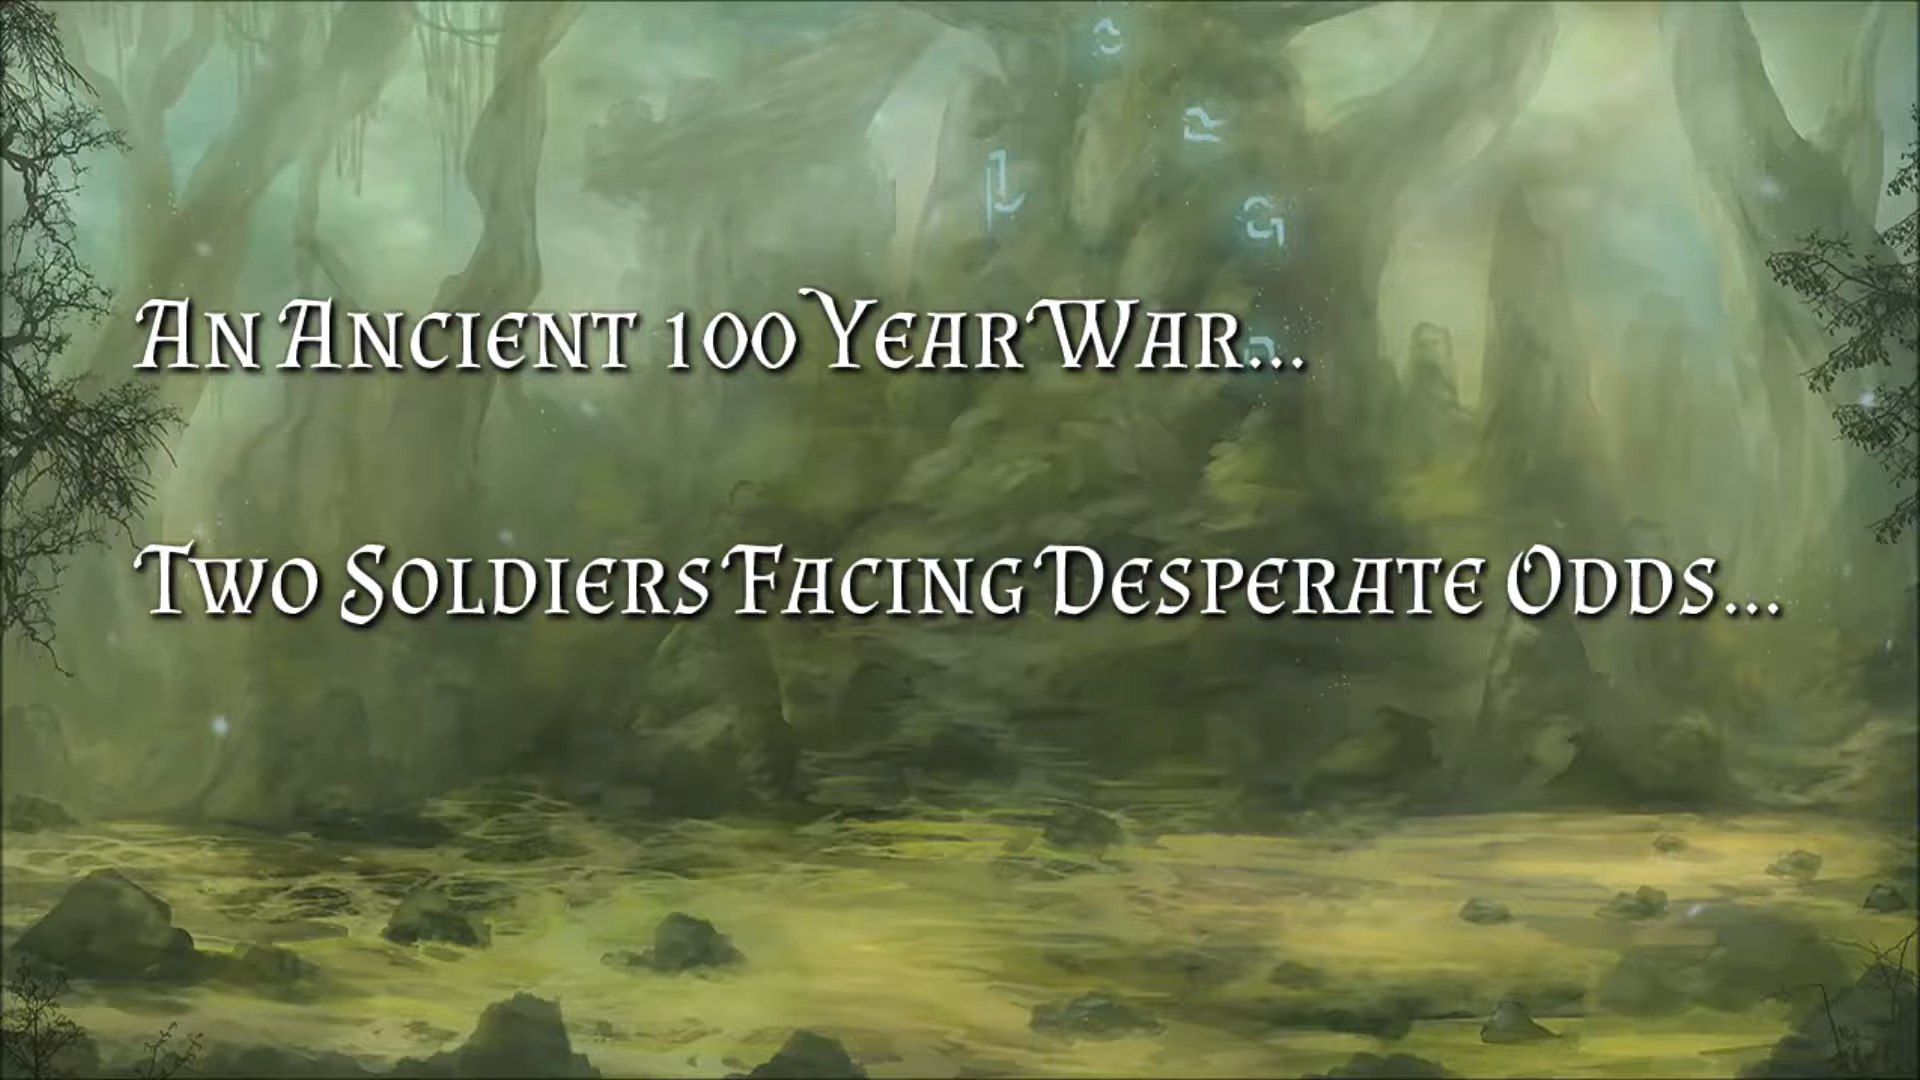 An Ancient 100 Year War...
Two Soldiers Facing Desperate Odds...